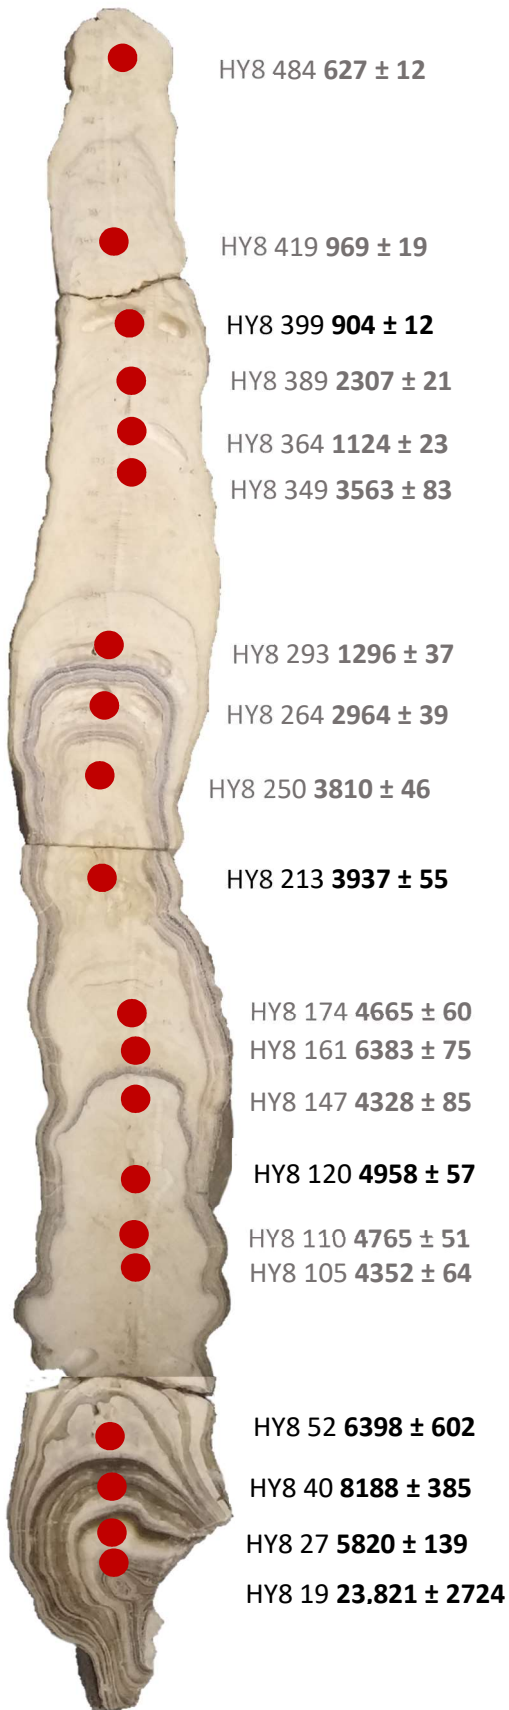 HY8 484 627 ± 12
HY8 419 969 ± 19
HY8 399 904 ± 12
HY8 389 2307 ± 21
HY8 364 1124 ± 23
HY8 349 3563 ± 83
HY8 293 1296 ± 37
HY8 264 2964 ± 39
HY8 250 3810 ± 46
HY8 213 3937 ± 55
HY8 174 4665 ± 60
HY8 161 6383 ± 75
HY8 147 4328 ± 85
HY8 120 4958 ± 57
HY8 110 4765 ± 51
HY8 105 4352 ± 64
HY8 52 6398 ± 602
HY8 40 8188 ± 385
HY8 27 5820 ± 139
HY8 19 23,821 ± 2724